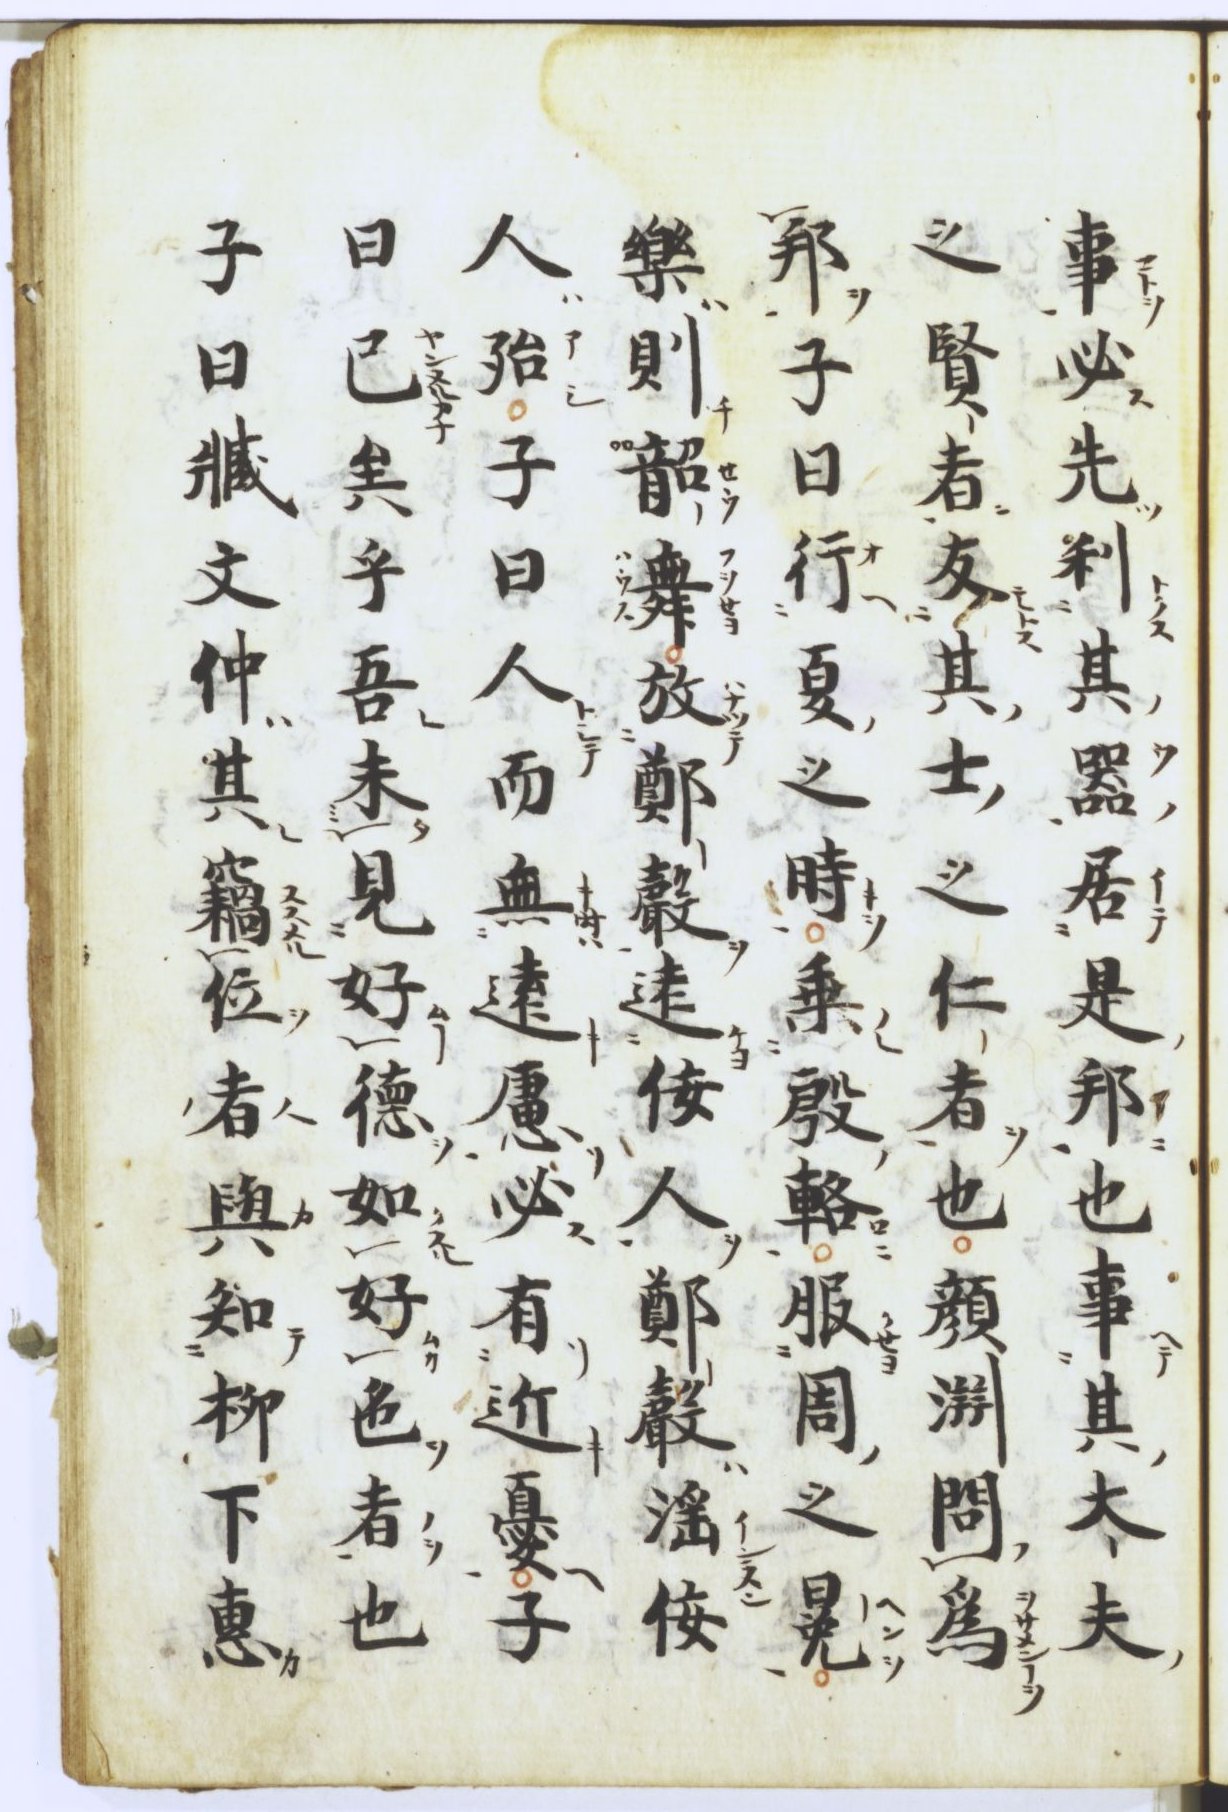 事必先利其器居是邦也事其大夫
之賢者友其士之仁者也顔渕問為
邦子曰行夏之時乗殷輅服周之冕
樂則韶舞放鄭聲遠佞人鄭聲滛佞
人殆子曰人而無遠慮必有近憂子
曰已矣乎吾未見好德如好色者也
子曰臧文仲其竊位者與知柳下惠